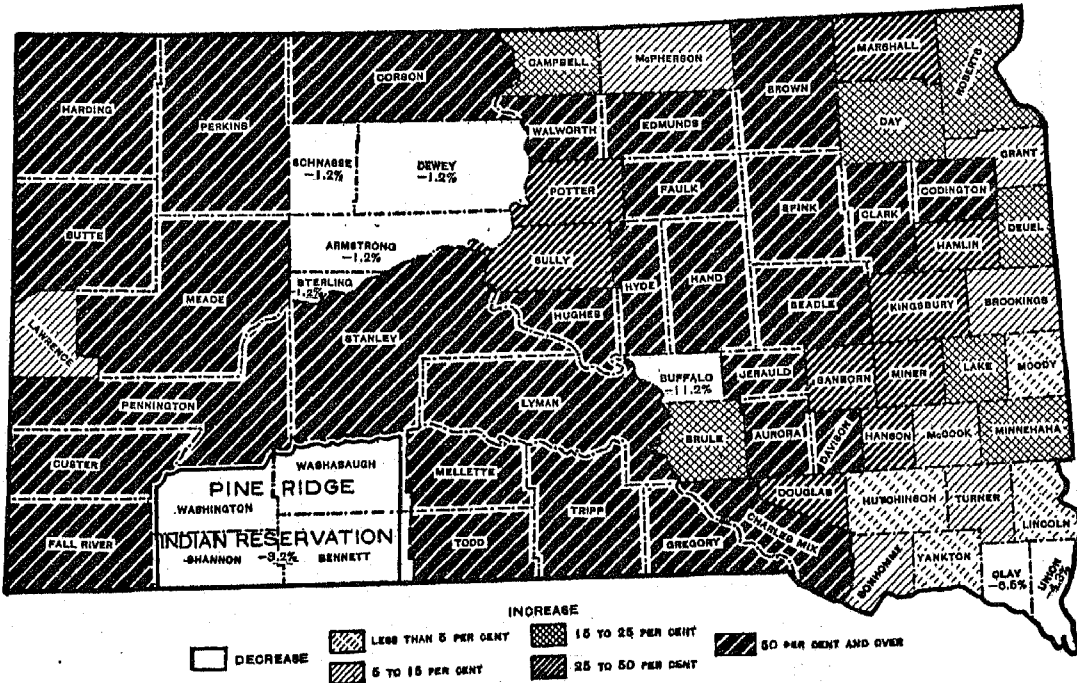 CAMPBELL
McPHERSON
MARSHALL
ROBERTS
HARDING
PERKINS
CORSON
BROWN
WALWORTH
EDMUNDS
DAY
GRANT
SCHNASSE
-1.2%
DEWEY
-1.2%
POTTER
FAULK
SPINK
CLARK
CODINGTON
DEUEL
BUTTE
ARMSTRONG
-1.2%
STERLING
1.2%
SULLY
HYDE
HAND
HAMLIN
MEADE
STANLEY
HUGHES
BEADLE
KINGSBURY
BROOKINGS
LAWRENCE
BUFFALO
-11.2%
JERAULD
SANBORN
MINER
LAKE
MOODY
PENNINGTON
LYMAN
BRULE
AURORA
DAVISON
HANSON
McCOOK
MINNEHAHA
CUSTER
WASHABAUGH
MELLETTE
TRIPP
DOUGLAS
HUTCHINSON
TURNER
LINCOLN
PINE RIDGE
WASHINGTON
INDIAN RESERVATION
SHANNON
-3.2%
BENNETT
FALL RIVER
TODD
GREGORY
CHARLES MIX
BONHOMME
YANKTON
CLAY
UNION
INCREASE
DECREASE
LESS THAN 5 PER CENT
5 TO 15 PER CENT
15 TO 25 PER CENT
25 TO 50 PER CENT
50 PER CENT AND OVER